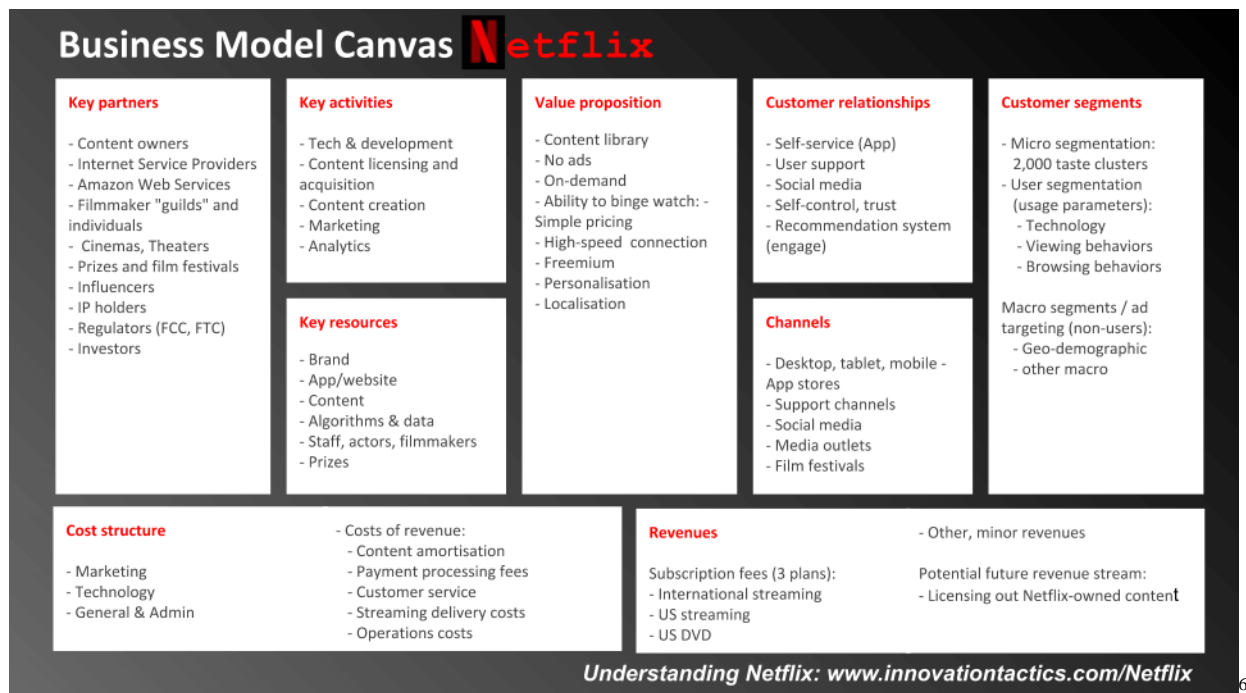 Business Model Canvas Netflix
Key partners
- Content owners
- Internet Service Providers
- Amazon Web Services
- Filmmaker "guilds" and
individuals
- Cinemas, Theaters
- Prizes and film festivals
- Influencers
- IP holders
- Regulators (FCC, FTC)
- Investors
Key activities
- Tech & development
- Content licensing and
acquisition
- Content creation
- Marketing
- Analytics
Key resources
- Brand
- App/website
- Content
- Algorithms & data
- Staff, actors, filmmakers
- Prizes
Value proposition
- Content library
- No ads
- On-demand
- Ability to binge watch: -
Simple pricing
- High-speed connection
- Freemium
- Personalisation
- Localisation
Customer relationships
- Self-service (App)
- User support
- Social media
- Self-control, trust
- Recommendation system
(engage)
Channels
- Desktop, tablet, mobile -
App stores
- Support channels
- Social media
- Media outlets
- Film festivals
Customer segments
- Micro segmentation:
2,000 taste clusters
- User segmentation
(usage parameters):
- Technology
- Viewing behaviors
- Browsing behaviors
Macro segments / ad
targeting (non-users):
- Geo-demographic
- other macro
Cost structure
- Marketing
- Technology
- General & Admin
- Costs of revenue:
- Content amortisation
- Payment processing fees
- Customer service
- Streaming delivery costs
- Operations costs
Revenues
Subscription fees (3 plans):
- International streaming
- US streaming
- US DVD
- Other, minor revenues
Potential future revenue stream:
- Licensing out Netflix-owned content
Understanding Netflix: www.innovationtactics.com/Netflix
6